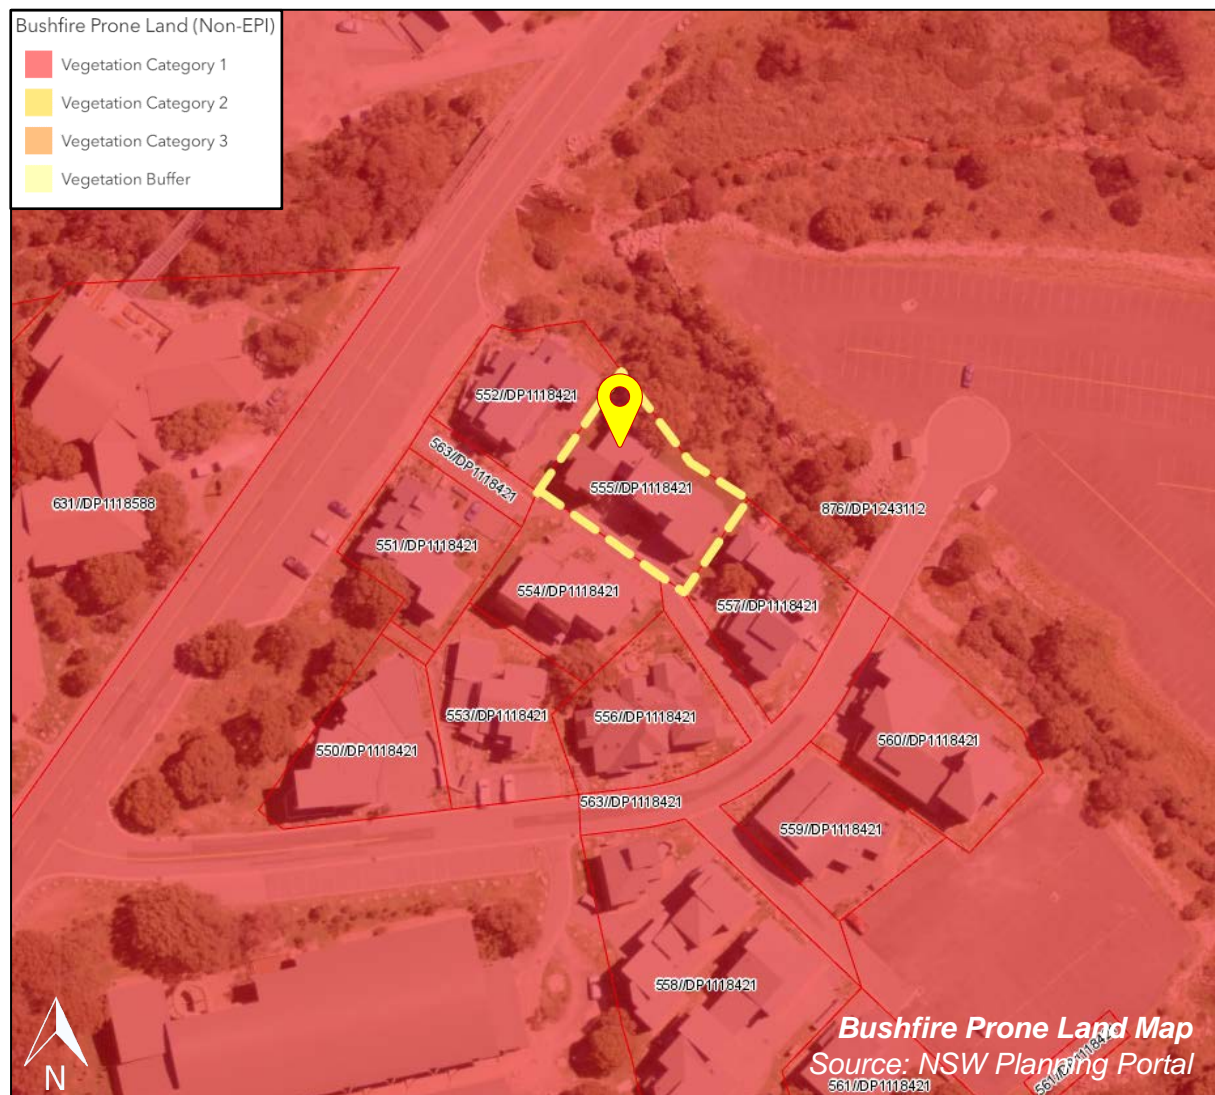 Bushfire Prone Land (Non-EPI)
Vegetation Category 1
Vegetation Category 2
Vegetation Category 3
Vegetation Buffer
552//DP1118421
563//DP1118421
555//DP1118421
631//DP1118588
876//DP1243112
551//DP1118421
554//DP1118421
557//DP1118421
553//DP1118421
556//DP1118421
550//DP1118421
560//DP1118421
563//DP1118421
559//DP1118421
558//DP1118421
Bushfire Prone Land Map
Source: NSW Planning Portal
561//DP1118421
561//DP1118421
N